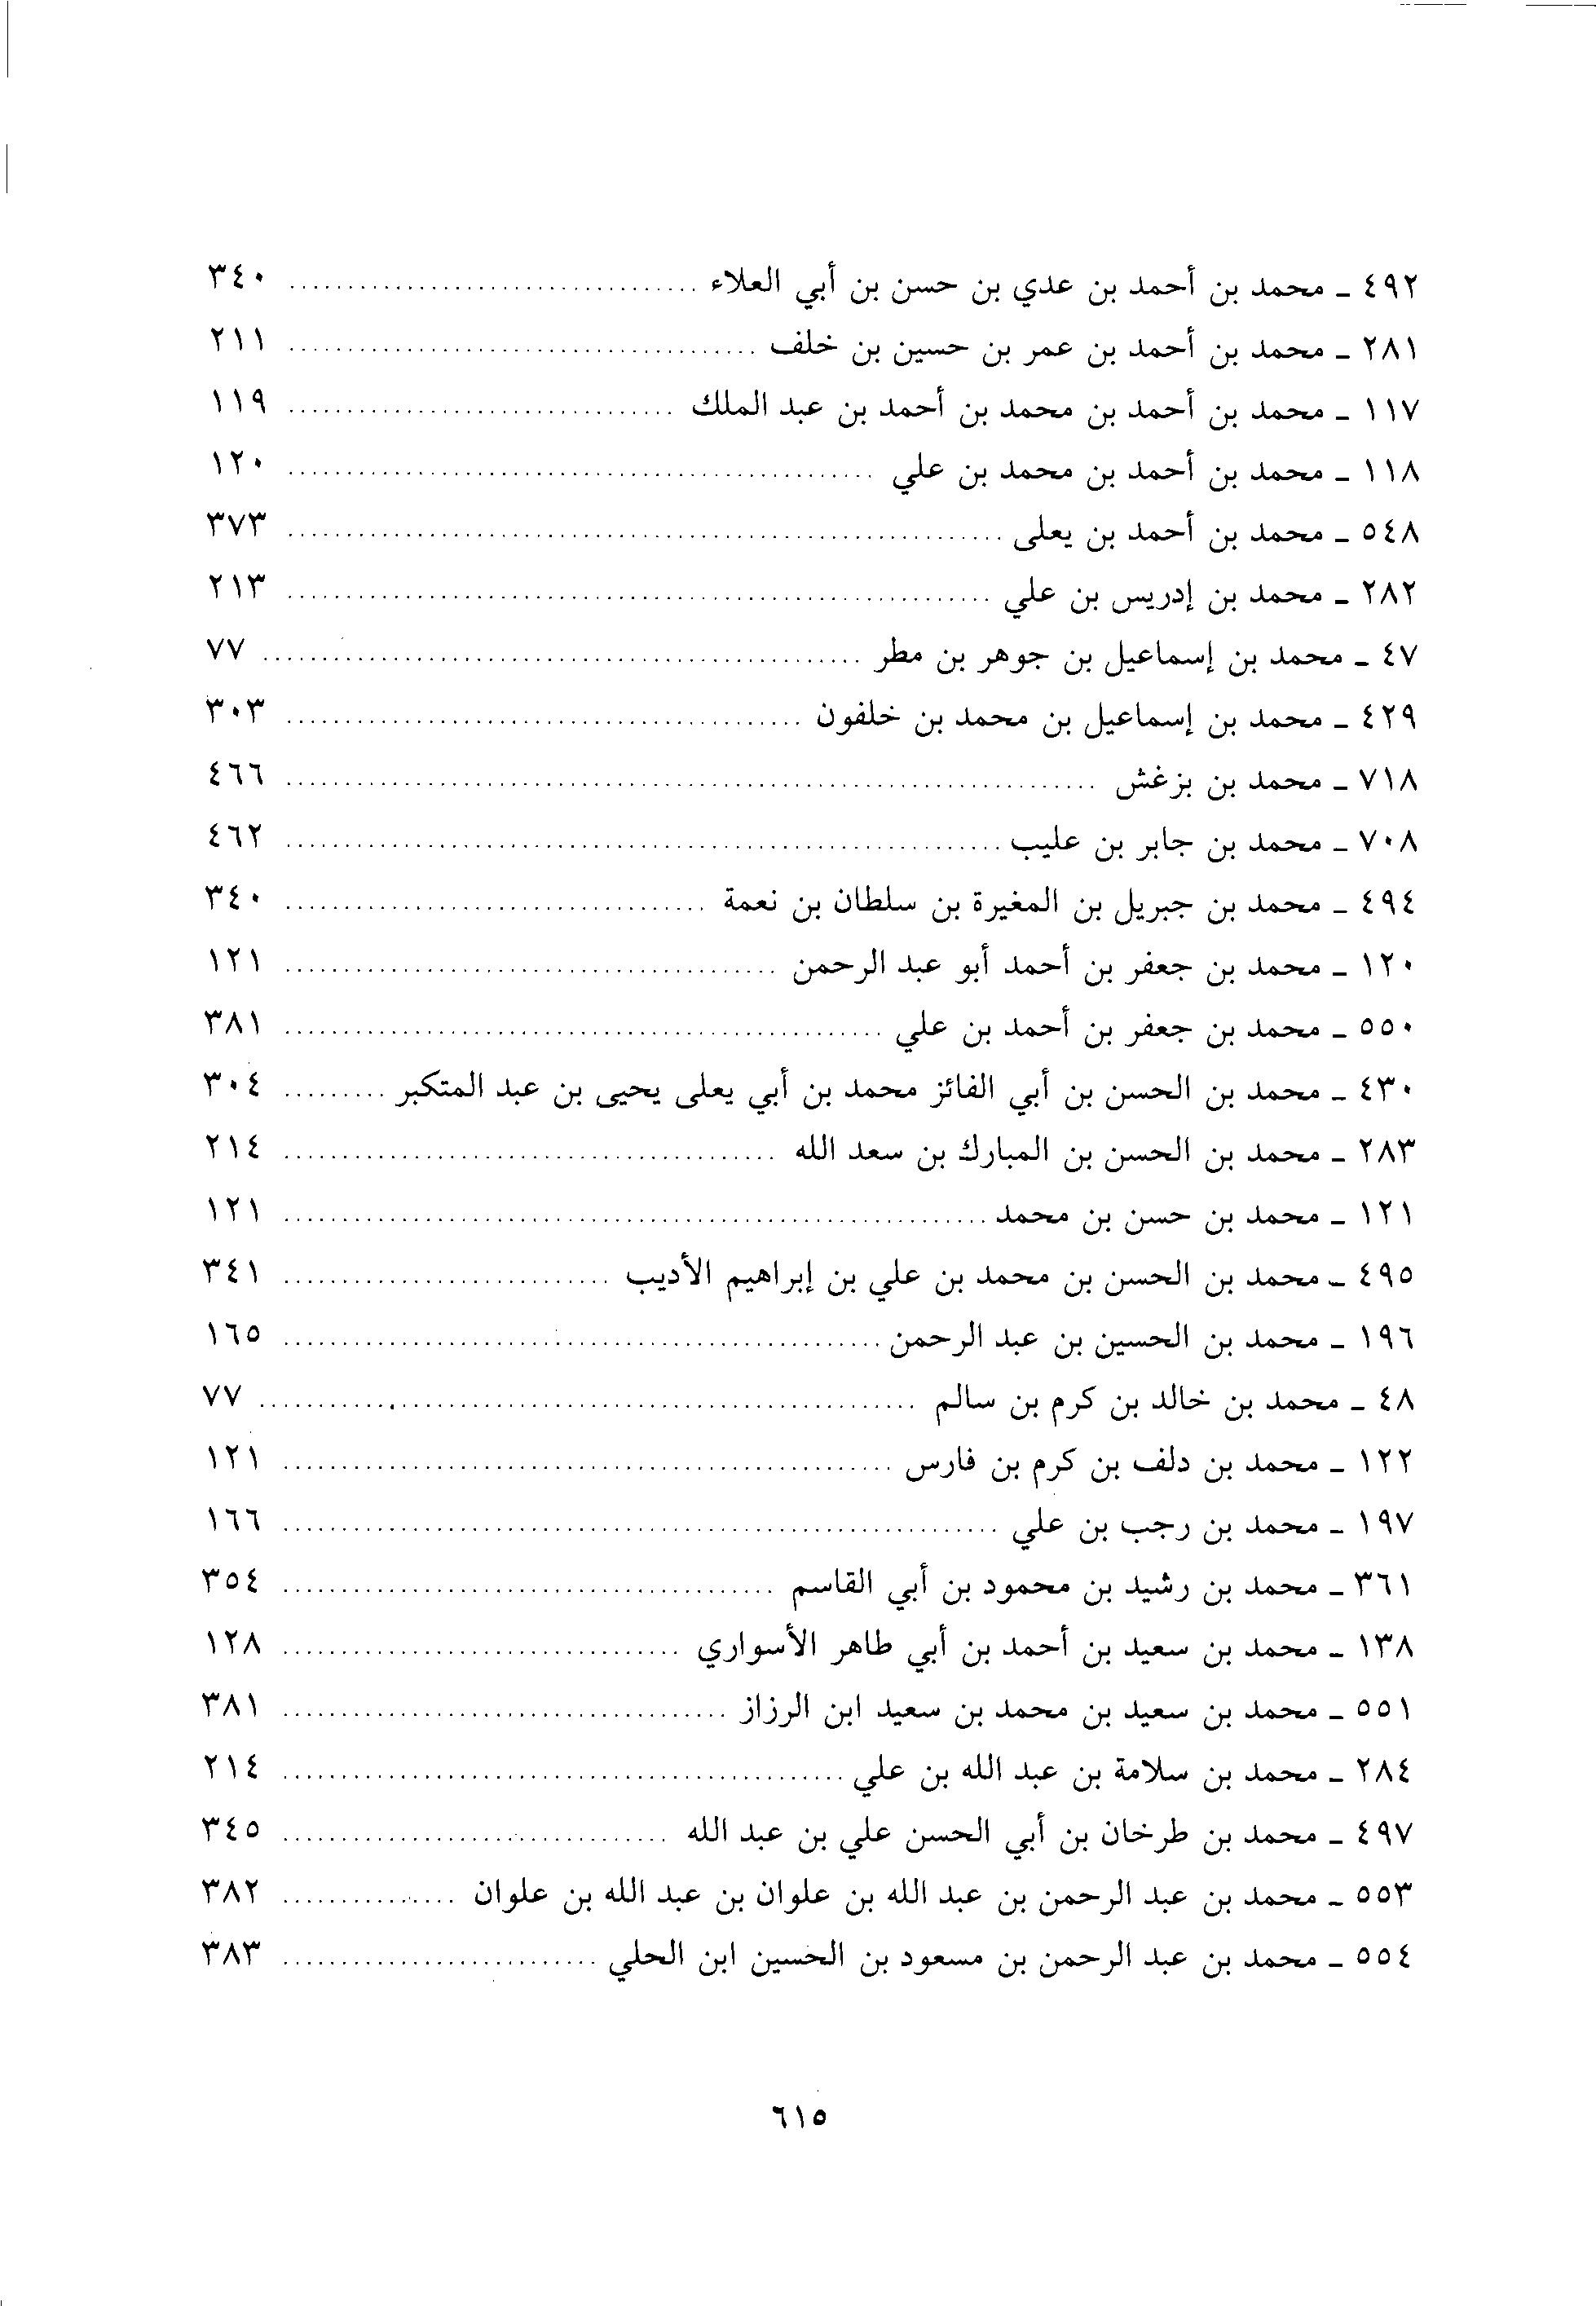 ٤٩٢ ـ محمد بن أحمد بن عدي بن حسن بن أبي العلاء ................ ٣٤٠
٢٨١ ـ محمد بن أحمد بن عمر بن حسين بن خلف ................ ٢١١
١١٧ ـ محمد بن أحمد بن محمد بن أحمد بن عبد الملك ................ ١١٩
١١٨ ـ محمد بن أحمد بن محمد بن علي ................ ١٢٠
٥٤٨ ـ محمد بن أحمد بن يعلى ................ ٣٧٣
٢٨٢ ـ محمد بن إدريس بن علي ................ ٢١٣
٤٧ ـ محمد بن إسماعيل بن جوهر بن مطر ................ ٧٧
٤٢٩ ـ محمد بن إسماعيل بن محمد بن خلفون ................ ٣٠٣
٧١٨ ـ محمد بن بزغش ................ ٤٦٦
٧٠٨ ـ محمد بن جابر بن عليب ................ ٤٦٢
٤٩٤ ـ محمد بن جبريل بن المغيرة بن سلطان بن نعمة ................ ٣٤٠
١٢٠ ـ محمد بن جعفر بن أحمد أبو عبد الرحمن ................ ١٢١
٥٥٠ ـ محمد بن جعفر بن أحمد بن علي ................ ٣٨١
٤٣٠ ـ محمد بن الحسن بن أبي الفائز محمد بن أبي يعلى يحيى بن عبد المتكبر ......... ٣٠٤
٢٨٣ ـ محمد بن الحسن بن المبارك بن سعد الله ................ ٢١٤
١٢١ ـ محمد بن حسن بن محمد ................ ١٢١
٤٩٥ ـ محمد بن الحسن بن محمد بن علي بن إبراهيم الأديب ................ ٣٤١
١٩٦ ـ محمد بن الحسين بن عبد الرحمن ................ ١٦٥
٤٨ ـ محمد بن خالد بن كرم بن سالم ................ ٧٧
١٢٢ ـ محمد بن دلف بن كرم بن فارس ................ ١٢١
١٩٧ ـ محمد بن رجب بن علي ................ ١٦٦
٣٦١ ـ محمد بن رشيد بن محمود بن أبي القاسم ................ ٣٥٤
١٣٨ ـ محمد بن سعيد بن أحمد بن أبي طاهر الأسواري ................ ١٢٨
٥٥١ ـ محمد بن سعيد بن محمد بن سعيد ابن الرزاز ................ ٣٨١
٢٨٤ ـ محمد بن سلامة بن عبد الله بن علي ................ ٢١٤
٤٩٧ ـ محمد بن طرخان بن أبي الحسن علي بن عبد الله ................ ٣٤٥
٥٥٣ ـ محمد بن عبد الرحمن بن عبد الله بن علوان بن عبد الله بن علوان ............... ٣٨٢
٥٥٤ ـ محمد بن عبد الرحمن بن مسعود بن الحسين ابن الحلي ................ ٣٨٣
٦١٥